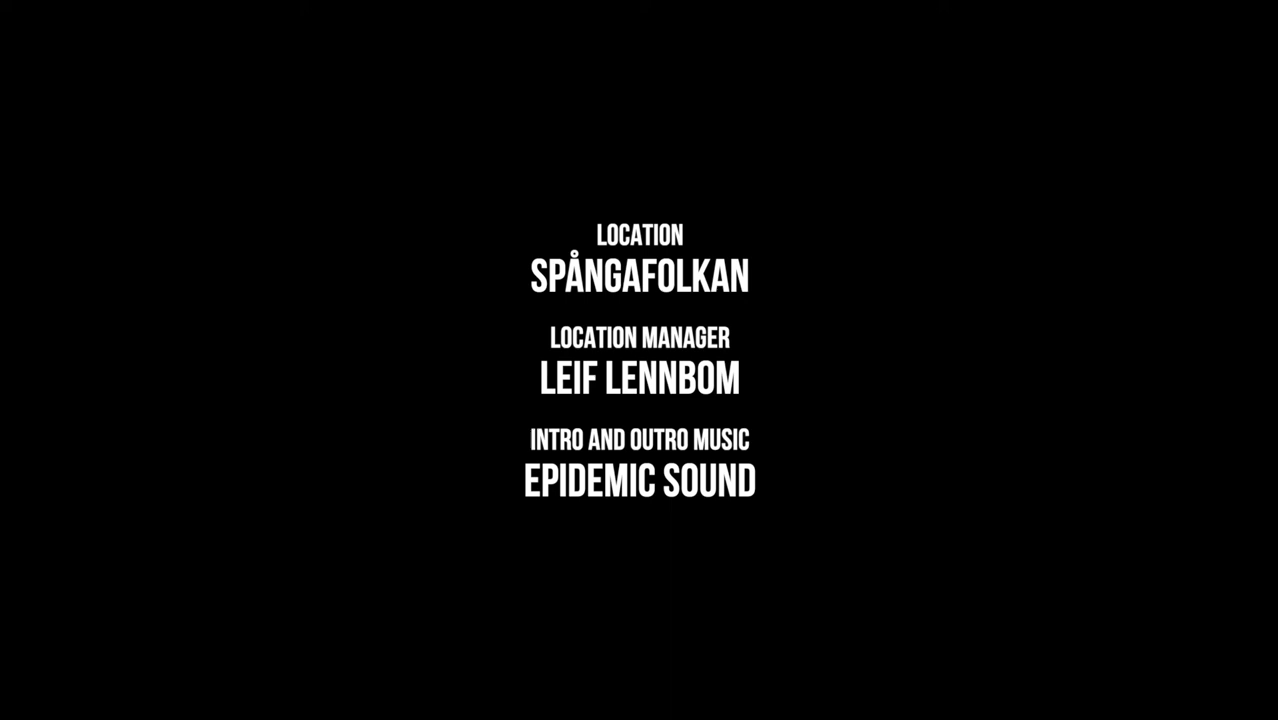 LOCATION
SPÅNGAFOLKAN
LOCATION MANAGER
LEIF LENNBOM
INTRO AND OUTRO MUSIC
EPIDEMIC SOUND